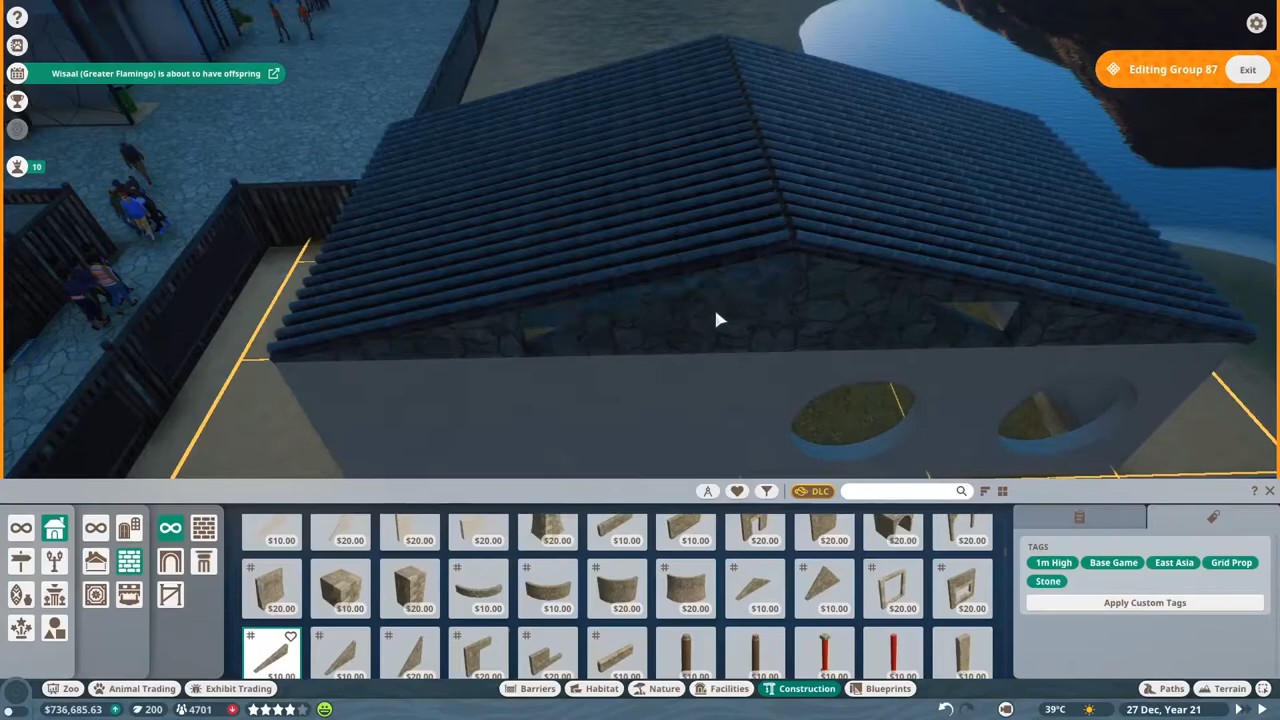 ?
Wisaal (Greater Flamingo) is about to have offspring
Editing Group 87
Exit
10
DLC
? ×
$10.00 $20.00 $20.00 $20.00 $20.00 $10.00 $10.00 $20.00 $20.00 $20.00 $20.00
$20.00 $10.00 $20.00 $10.00 $10.00 $20.00 $20.00 $10.00 $20.00 $20.00 $20.00
TAGS
1m High
Base Game
East Asia
Grid Prop
Stone
Apply Custom Tags
Zoo
Animal Trading
Exhibit Trading
Barriers
Habitat
Nature
Facilities
Construction
Blueprints
Paths
Terrain
$736,685.63
200
4701
39°C
27 Dec, Year 21